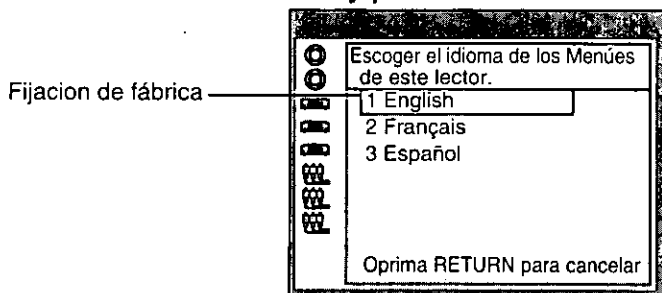 Escoger el idioma de los Menúes
de este lector.
Fijacion de fábrica
1 English
2 Français
3 Español
Oprima RETURN para cancelar